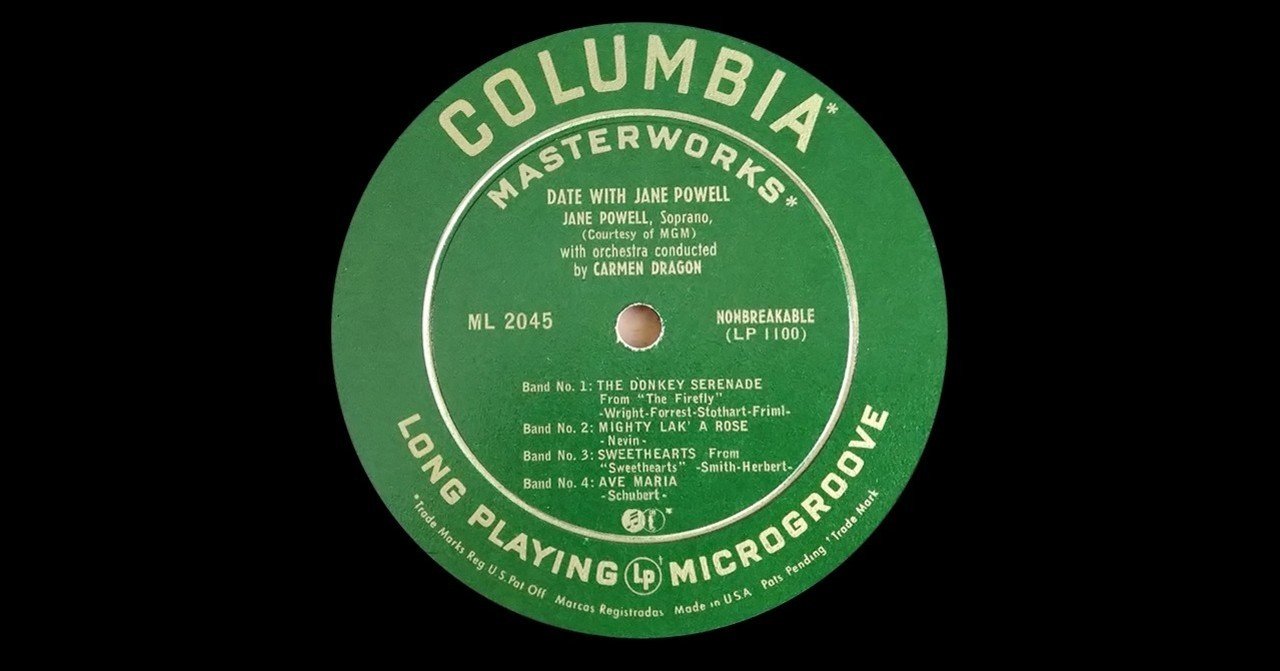 COLUMBIA*
MASTERWORKS*
DATE WITH JANE POWELL
JANE POWELL, Soprano,
(Courtesy of MGM)
with orchestra conducted
by CARMEN DRAGON
ML 2045
NONBREAKABLE
(LP 1100)
Band No. 1: THE DONKEY SERENADE
From "The Firefly"
-Wright-Forrest-Stothart-Friml-
Band No. 2: MIGHTY LAK' A ROSE
-Nevin-
Band No. 3: SWEETHEARTS From
"Sweethearts" -Smith-Herbert-
Band No. 4: AVE MARIA
-Schubert-
*
LONG PLAYING Lp† MICROGROOVE
*Trade Marks Reg U.S. Pat Off Marcas Registradas Made in U.S.A Pats Pending †Trade Mark